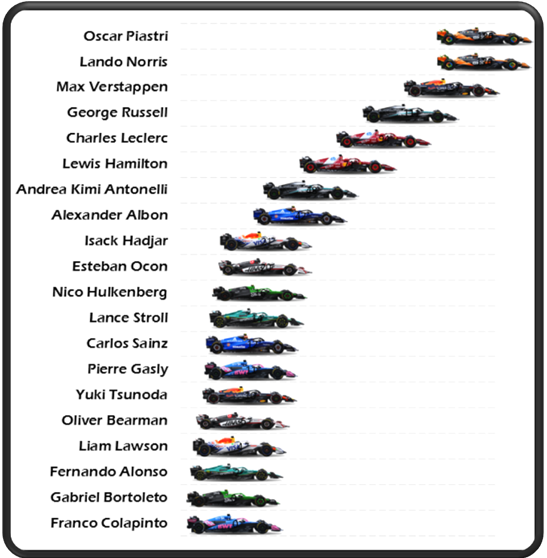 Oscar Piastri
Lando Norris
Max Verstappen
George Russell
Charles Leclerc
Lewis Hamilton
Andrea Kimi Antonelli
Alexander Albon
Isack Hadjar
Esteban Ocon
Nico Hulkenberg
Lance Stroll
Carlos Sainz
Pierre Gasly
Yuki Tsunoda
Oliver Bearman
Liam Lawson
Fernando Alonso
Gabriel Bortoleto
Franco Colapinto